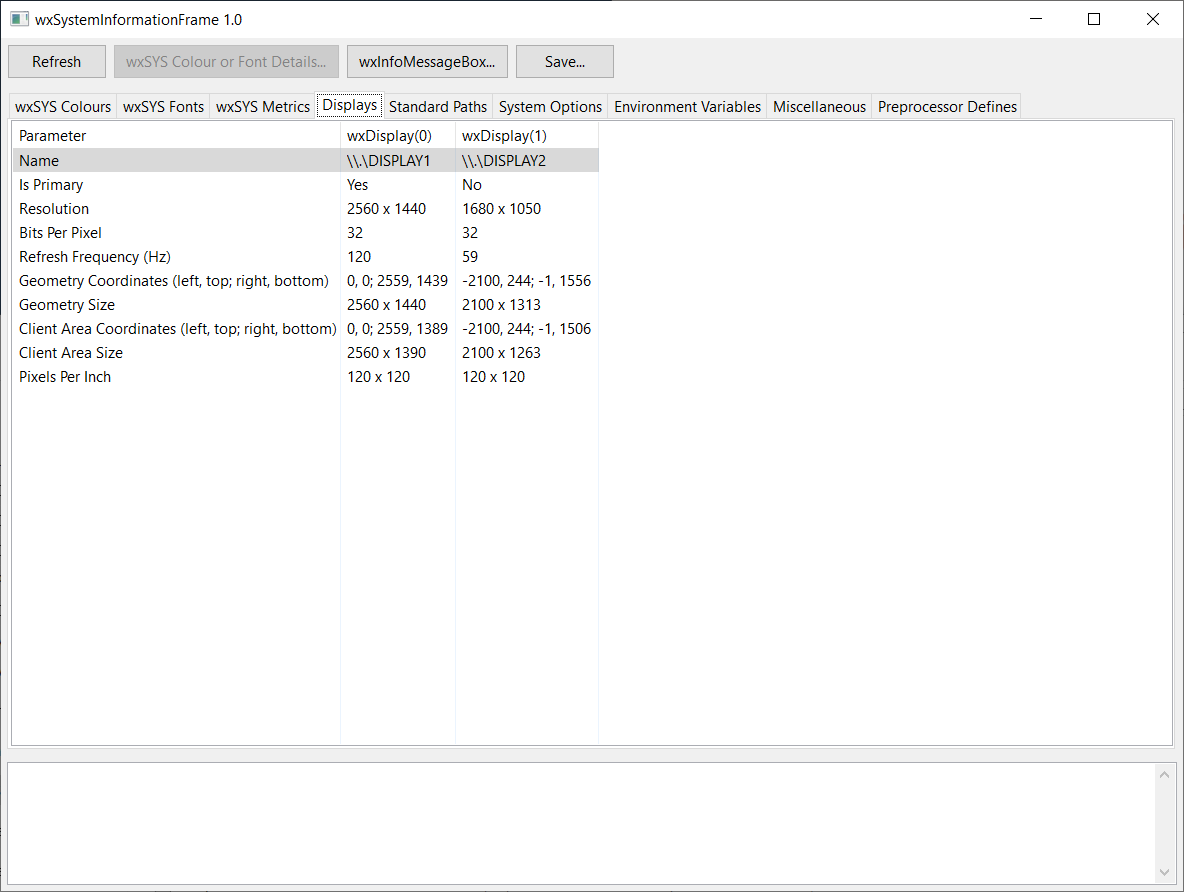 wxSystemInformationFrame 1.0
Refresh wxSYS Colour or Font Details... wxInfoMessageBox... Save...
wxSYS Colours wxSYS Fonts wxSYS Metrics Displays Standard Paths System Options Environment Variables Miscellaneous Preprocessor Defines
Parameter wxDisplay(0) wxDisplay(1)
Name \\.\DISPLAY1 \\.\DISPLAY2
Is Primary Yes No
Resolution 2560 x 1440 1680 x 1050
Bits Per Pixel 32 32
Refresh Frequency (Hz) 120 59
Geometry Coordinates (left, top; right, bottom) 0, 0; 2559, 1439 -2100, 244; -1, 1556
Geometry Size 2560 x 1440 2100 x 1313
Client Area Coordinates (left, top; right, bottom) 0, 0; 2559, 1389 -2100, 244; -1, 1506
Client Area Size 2560 x 1390 2100 x 1263
Pixels Per Inch 120 x 120 120 x 120